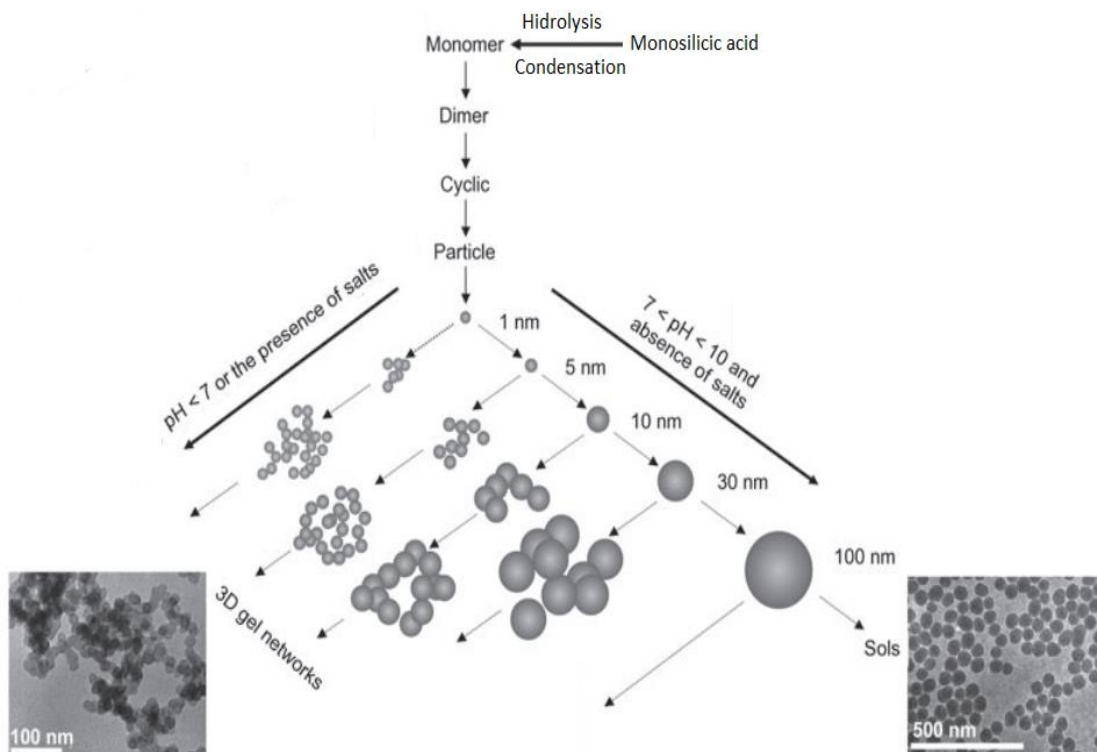 Hidrolysis
Monomer
Monosilicic acid
Condensation
Dimer
Cyclic
Particle
pH < 7 or the presence of salts
7 < pH < 10 and
absence of salts
1 nm
5 nm
10 nm
30 nm
100 nm
3D gel networks
Sols
100 nm
500 nm